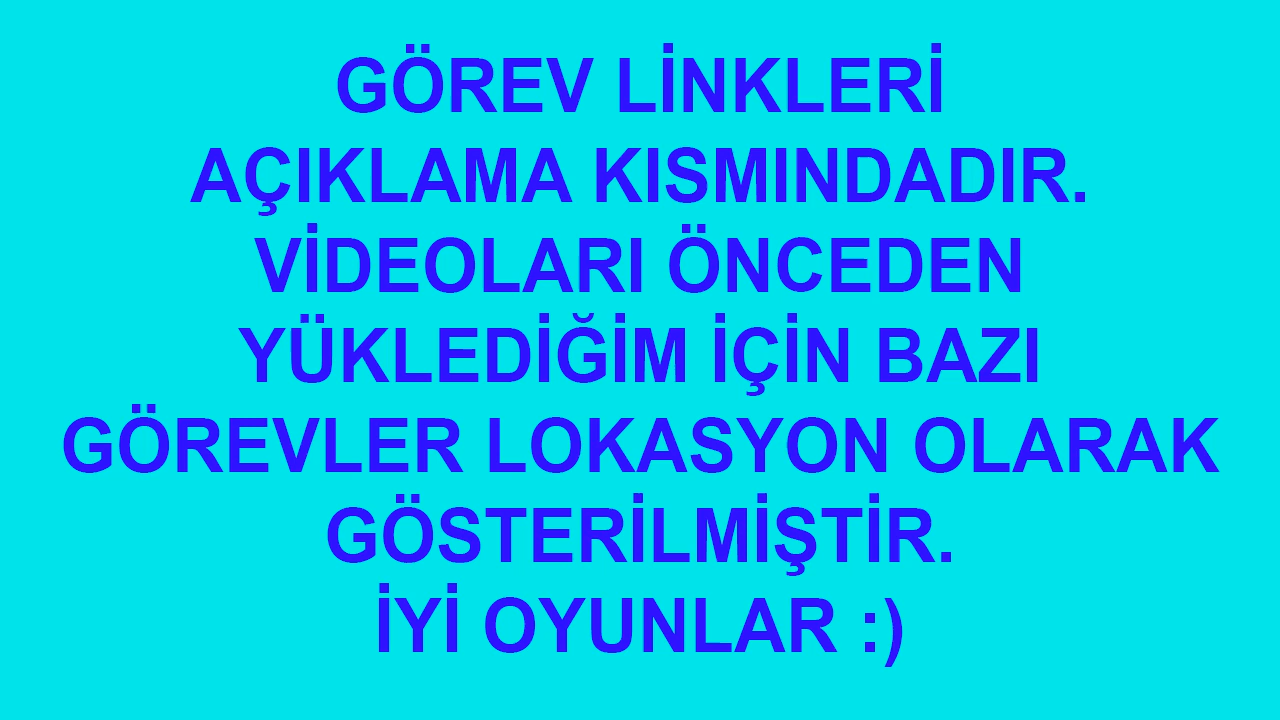 GÖREV LİNKLERİ
AÇIKLAMA KISMINDADIR.
VİDEOLARI ÖNCEDEN
YÜKLEDİĞİM İÇİN BAZI
GÖREVLER LOKASYON OLARAK
GÖSTERİLMİŞTİR.
İYİ OYUNLAR :)